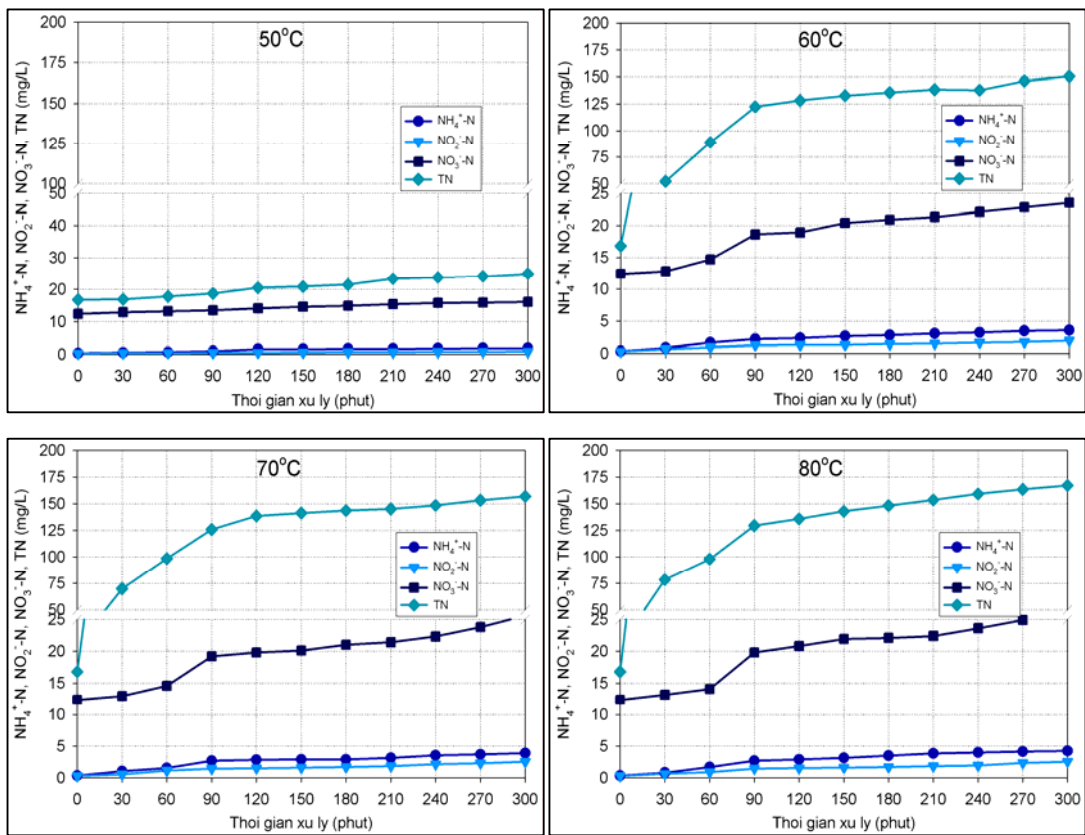 50°C
NH₄⁺-N, NO₂⁻-N, NO₃⁻-N, TN (mg/L)
200
175
150
125
100
50
40
30
20
10
0
NH₄⁺-N
NO₂⁻-N
NO₃⁻-N
TN
0 30 60 90 120 150 180 210 240 270 300
Thoi gian xu ly (phut)
60°C
NH₄⁺-N, NO₂⁻-N, NO₃⁻-N, TN (mg/L)
200
175
150
125
100
75
50
25
20
15
10
5
0
NH₄⁺-N
NO₂⁻-N
NO₃⁻-N
TN
0 30 60 90 120 150 180 210 240 270 300
Thoi gian xu ly (phut)
70°C
NH₄⁺-N, NO₂⁻-N, NO₃⁻-N, TN (mg/L)
200
175
150
125
100
75
50
25
20
15
10
5
0
NH₄⁺-N
NO₂⁻-N
NO₃⁻-N
TN
0 30 60 90 120 150 180 210 240 270 300
Thoi gian xu ly (phut)
80°C
NH₄⁺-N, NO₂⁻-N, NO₃⁻-N, TN (mg/L)
200
175
150
125
100
75
50
25
20
15
10
5
0
NH₄⁺-N
NO₂⁻-N
NO₃⁻-N
TN
0 30 60 90 120 150 180 210 240 270 300
Thoi gian xu ly (phut)